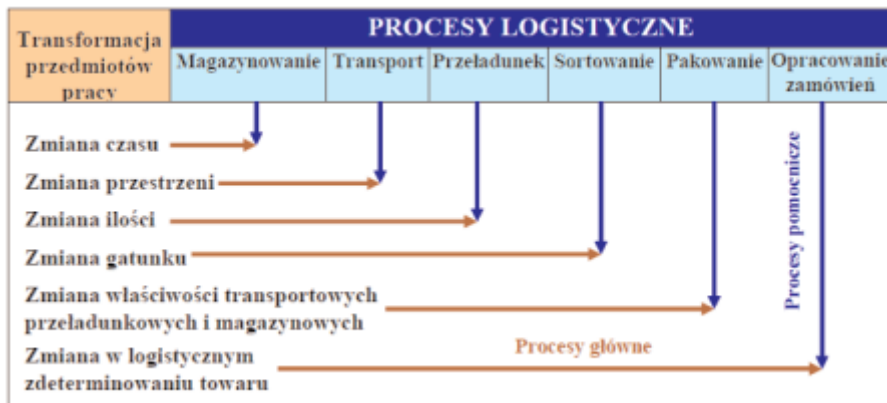 Transformacja
przedmiotów
pracy
PROCESY LOGISTYCZNE
Magazynowanie
Transport
Przeładunek
Sortowanie
Pakowanie
Opracowanie
zamówień
Zmiana czasu
Zmiana przestrzeni
Zmiana ilości
Zmiana gatunku
Zmiana właściwości transportowych
przeładunkowych i magazynowych
Zmiana w logistycznym
zdeterminowaniu towaru
Procesy główne
Procesy pomocnicze